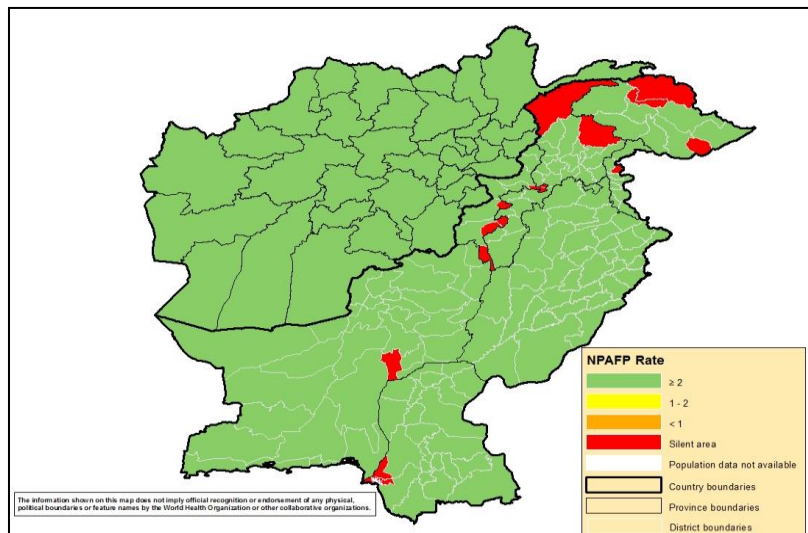 NPAFP Rate
≥ 2
1 - 2
< 1
Silent area
Population data not available
Country boundaries
Province boundaries
District boundaries
The information shown on this map does not imply official recognition or endorsement of any physical,
political boundaries or feature names by the World Health Organization or other collaborative organizations.